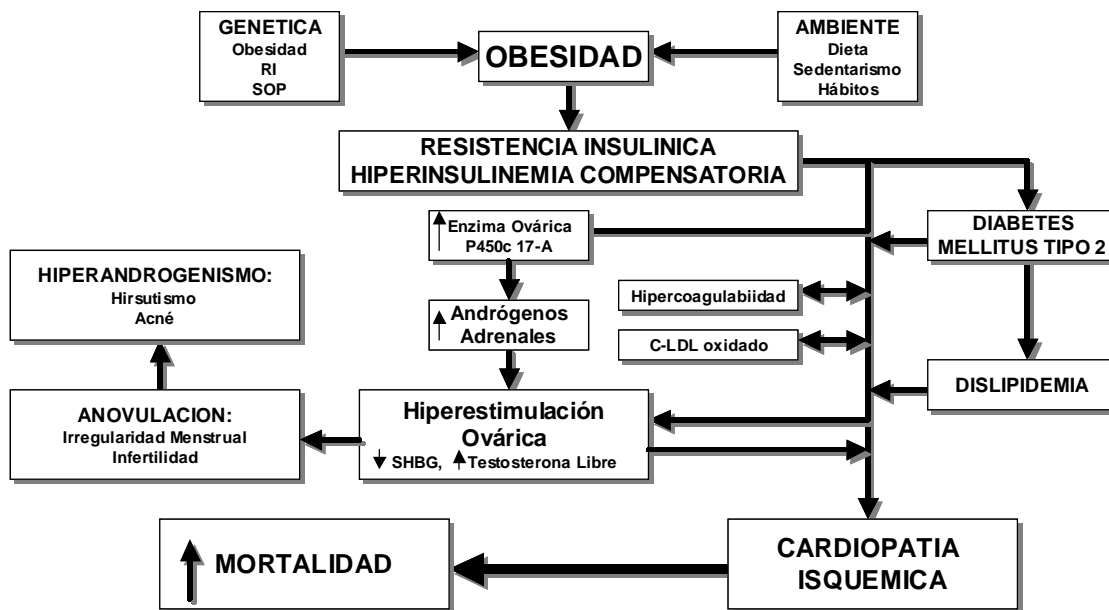 GENETICA
Obesidad
RI
SOP
OBESIDAD
AMBIENTE
Dieta
Sedentarismo
Hábitos
RESISTENCIA INSULINICA
HIPERINSULINEMIA COMPENSATORIA
Enzima Ovárica
P450c 17-A
DIABETES
MELLITUS TIPO 2
HIPERANDROGENISMO:
Hirsutismo
Acné
Hipercoagulabiidad
Andrógenos
Adrenales
C-LDL oxidado
DISLIPIDEMIA
ANOVULACION:
Irregularidad Menstrual
Infertilidad
Hiperestimulación
Ovárica
SHBG, Testosterona Libre
MORTALIDAD
CARDIOPATIA
ISQUEMICA